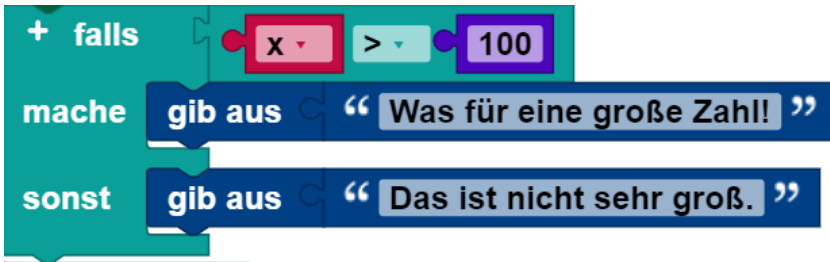 + falls x > 100
mache gib aus “ Was für eine große Zahl! ”
sonst gib aus “ Das ist nicht sehr groß. ”